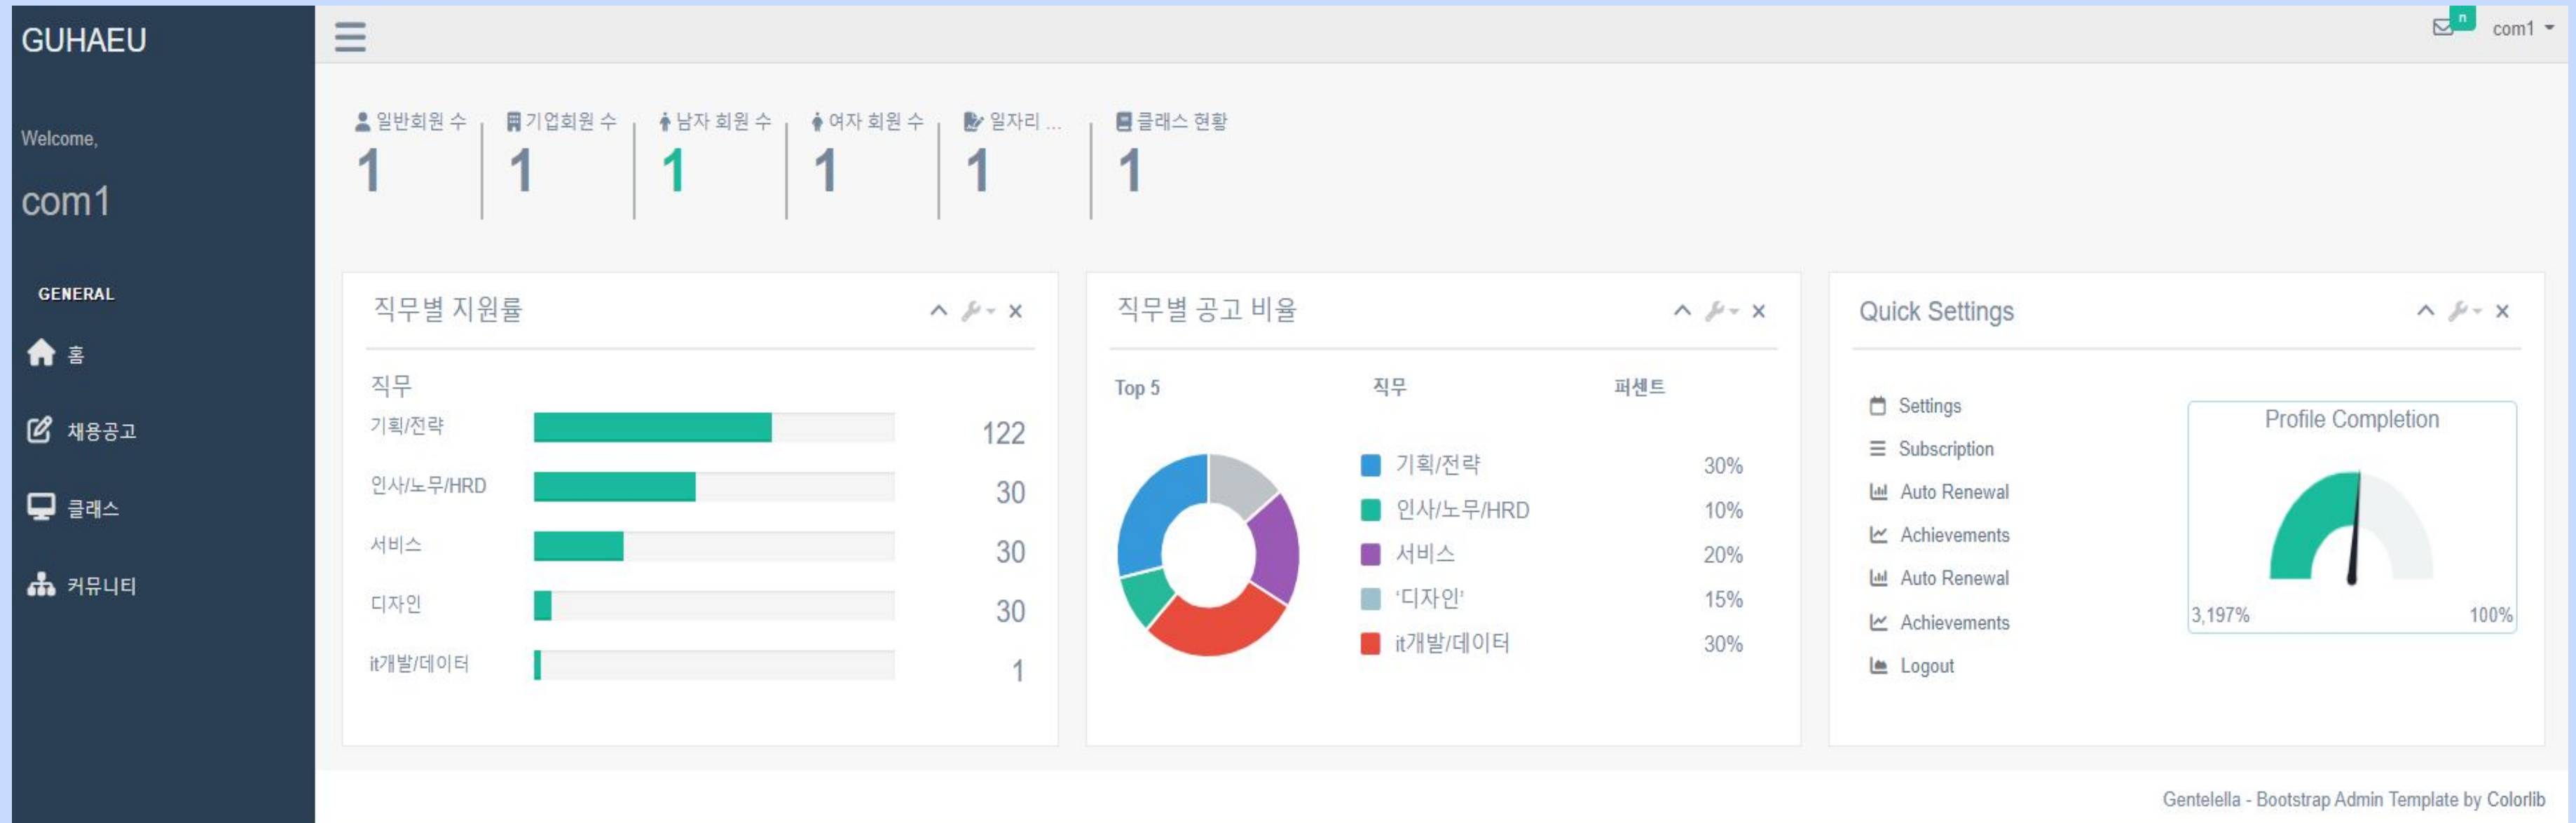 GUHAEU
n
com1
Welcome,
com1
GENERAL
홈
채용공고
클래스
커뮤니티
일반회원 수
1
기업회원 수
1
남자 회원 수
1
여자 회원 수
1
일자리 ...
1
클래스 현황
1
직무별 지원률
직무
기획/전략 122
인사/노무/HRD 30
서비스 30
디자인 30
it개발/데이터 1
직무별 공고 비율
Top 5 직무 퍼센트
기획/전략 30%
인사/노무/HRD 10%
서비스 20%
'디자인' 15%
it개발/데이터 30%
Quick Settings
Settings
Subscription
Auto Renewal
Achievements
Auto Renewal
Achievements
Logout
Profile Completion
3,197% 100%
Gentelella - Bootstrap Admin Template by Colorlib